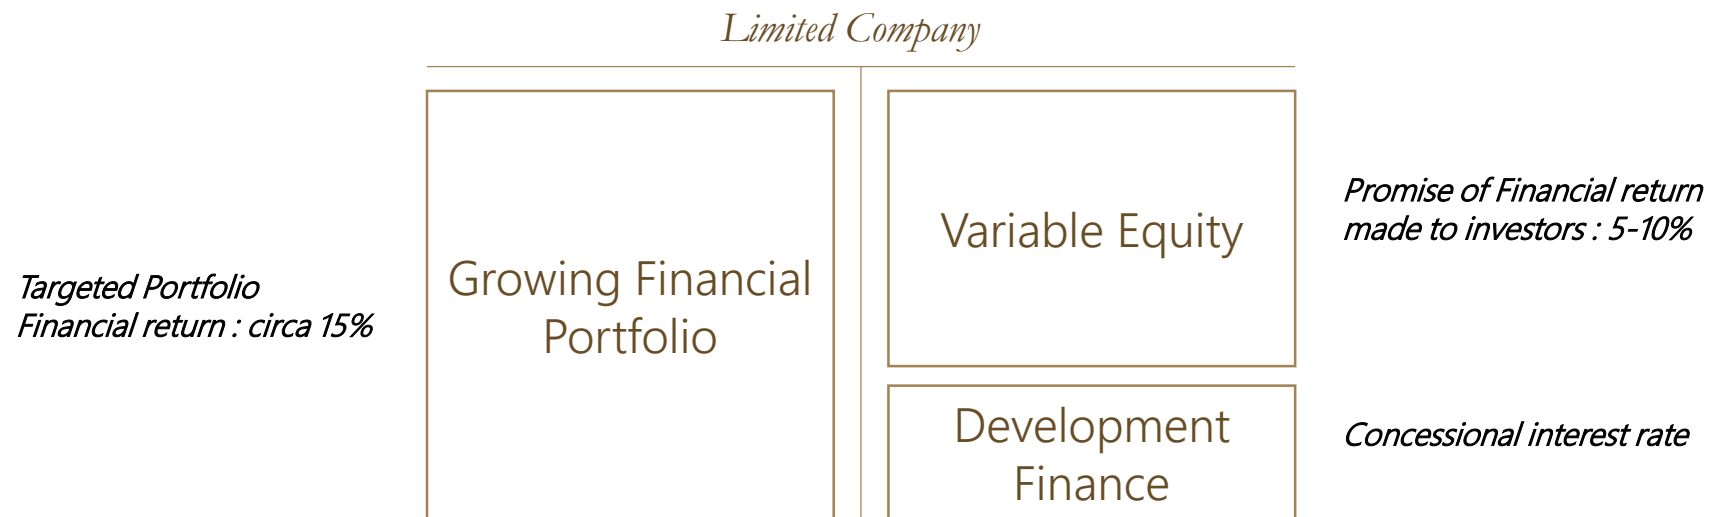 Limited Company
Targeted Portfolio
Financial return : circa 15%
Growing Financial
Portfolio
Variable Equity
Promise of Financial return
made to investors : 5-10%
Development
Finance
Concessional interest rate